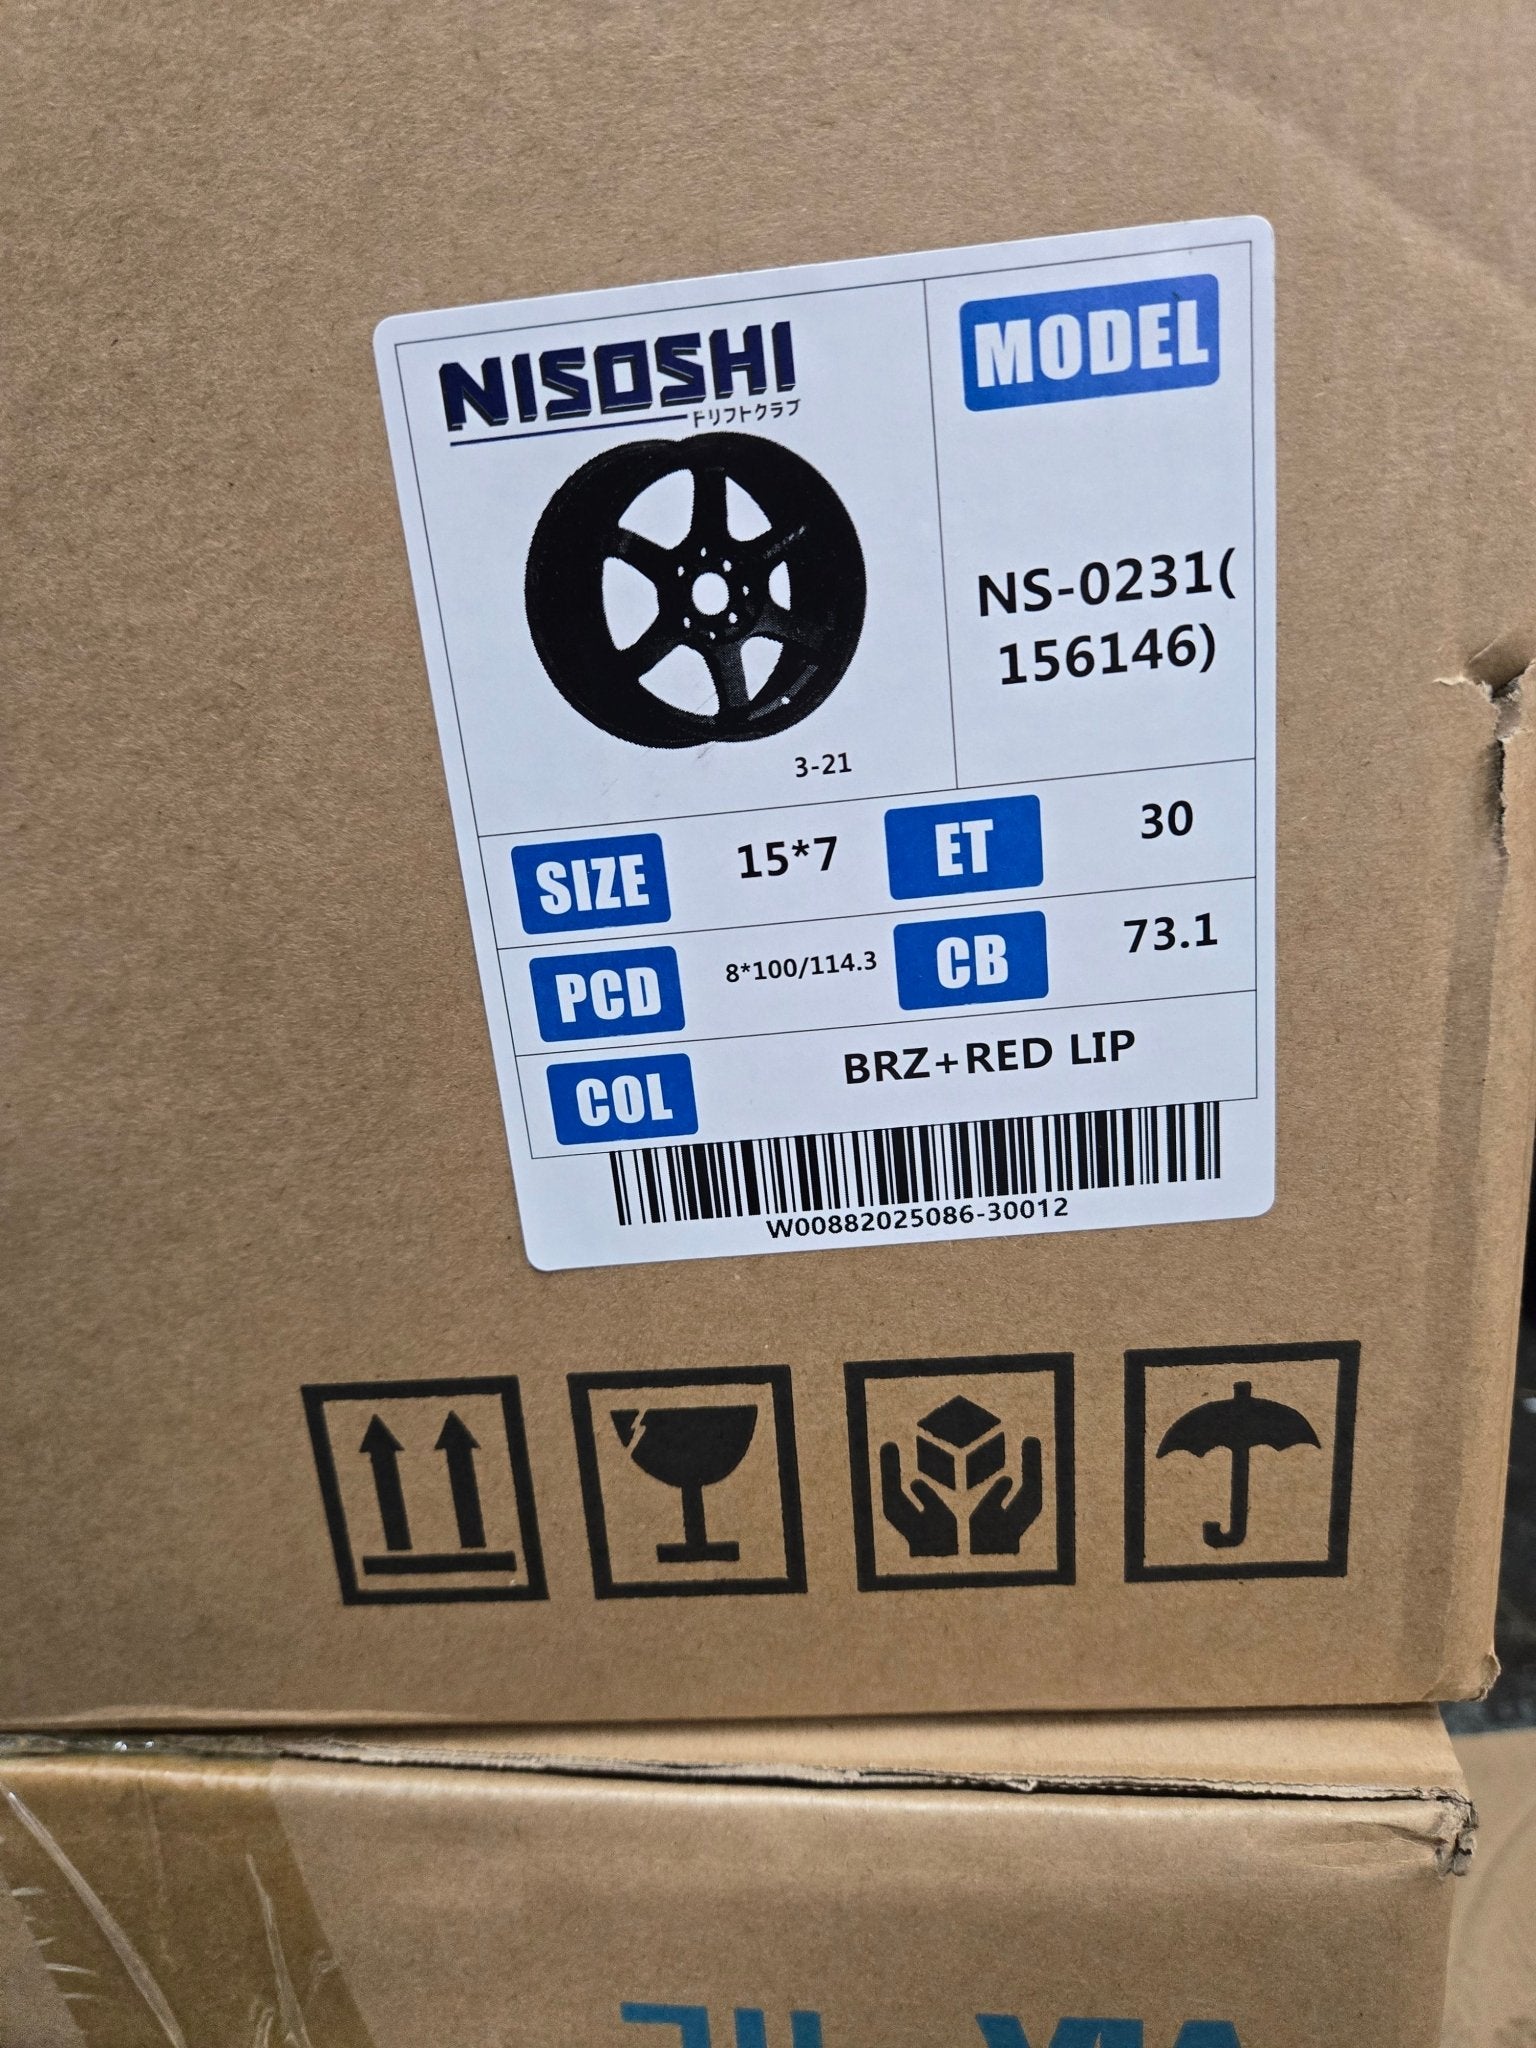 NISOSHI
ドリフトクラブ
3-21
MODEL
NS-0231(
156146)
SIZE 15*7 ET 30
PCD 8*100/114.3 CB 73.1
COL BRZ+RED LIP
W00882025086-30012